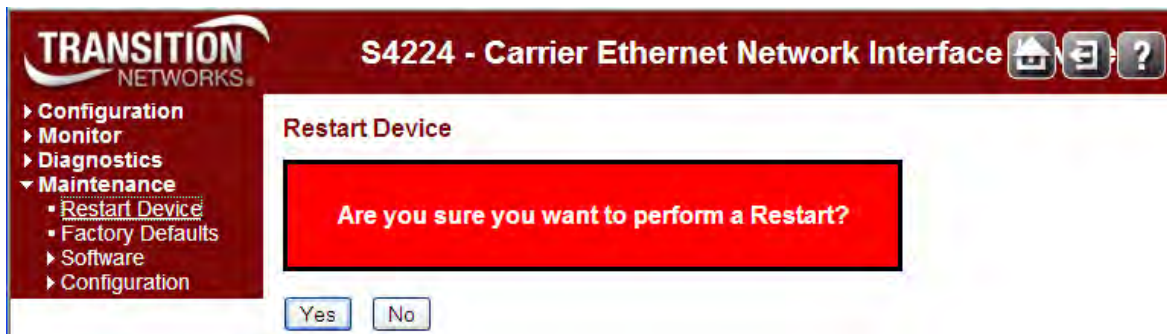 TRANSITION
NETWORKS®
S4224 - Carrier Ethernet Network Interface
?
Configuration
Monitor
Diagnostics
Maintenance
Restart Device
Factory Defaults
Software
Configuration
Restart Device
Are you sure you want to perform a Restart?
Yes No